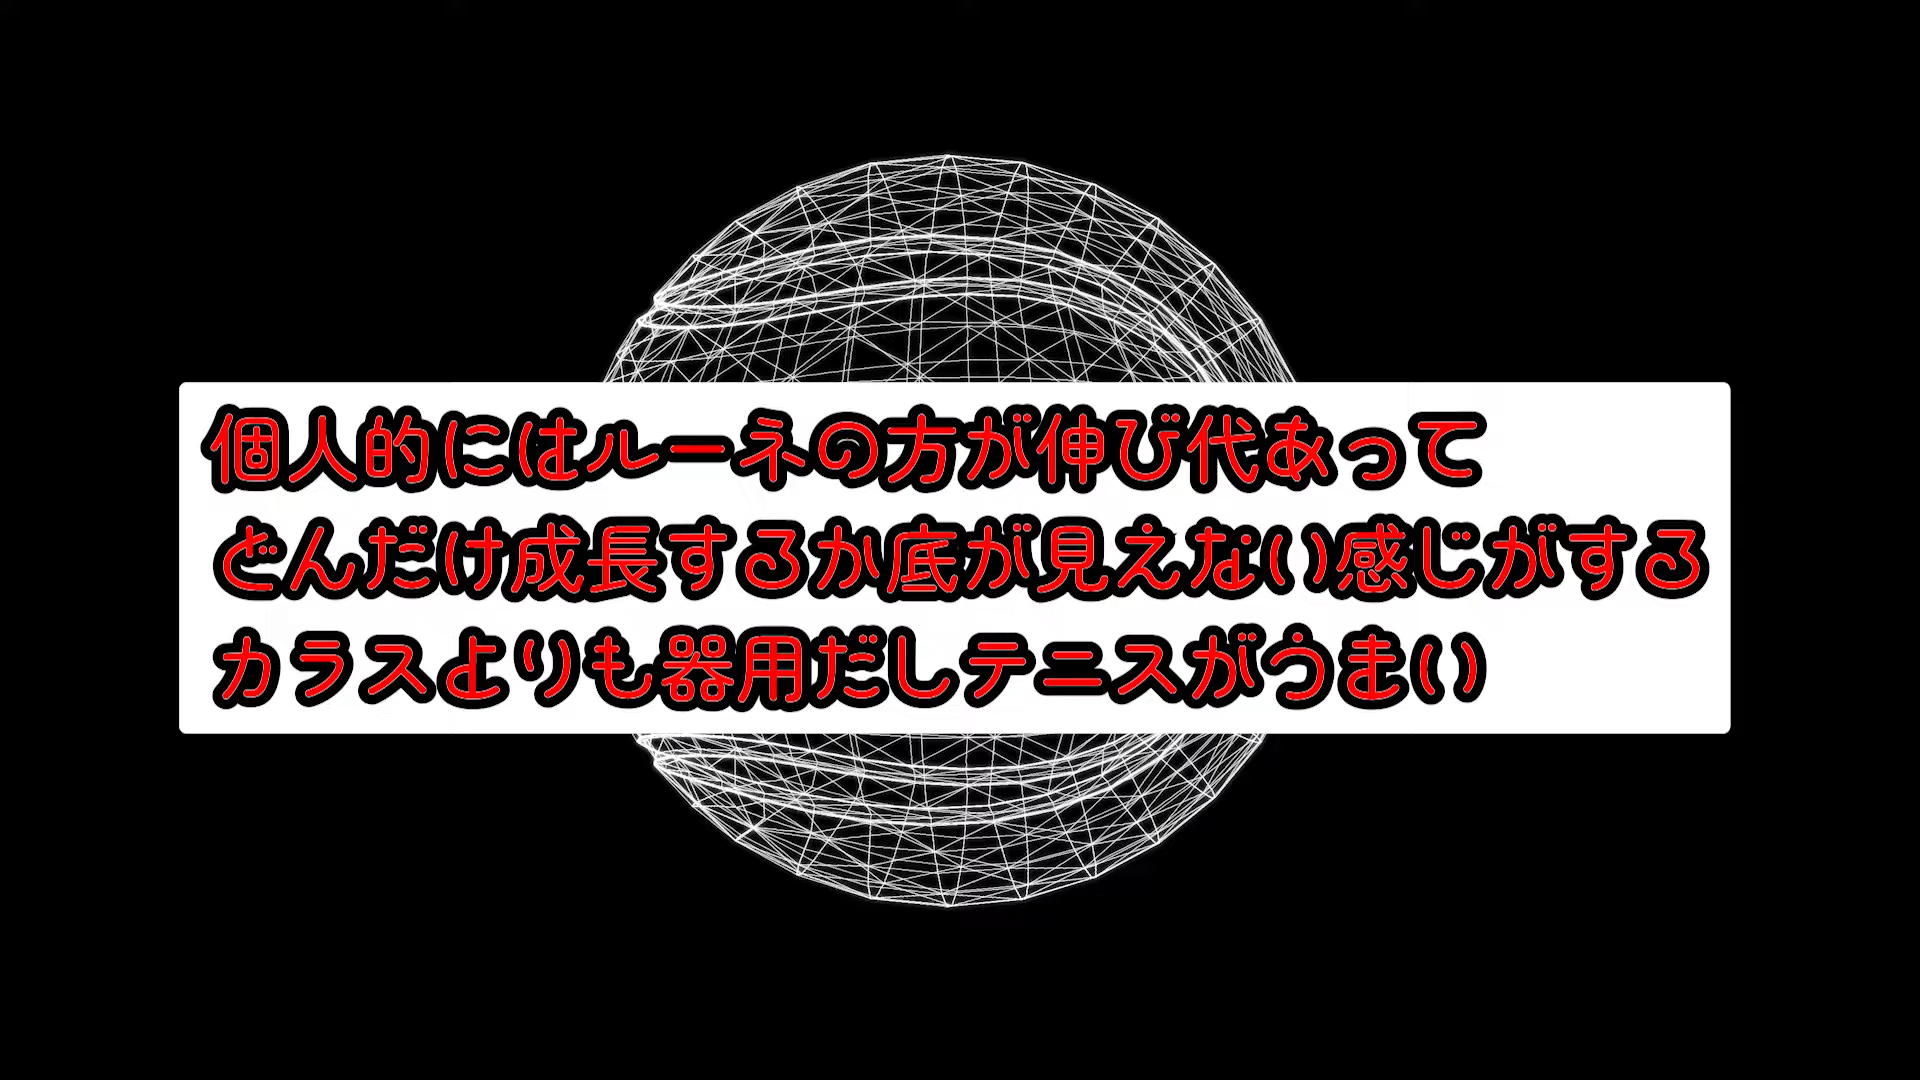 個人的にはルーネの方が伸び代あって
どんだけ成長するか底が見えない感じがする
カラスよりも器用だしテニスがうまい